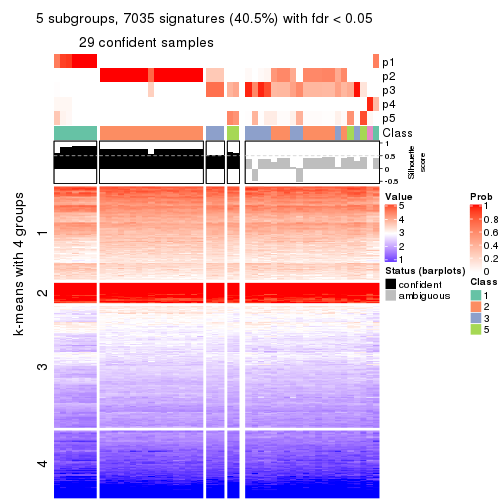 5 subgroups, 7035 signatures (40.5%) with fdr < 0.05
29 confident samples
p1
p2
p3
p4
p5
Class
1
0.5
0
-0.5
Silhouette
score
k-means with 4 groups
1
2
3
4
Value
5
4
3
2
1
Status (barplots)
confident
ambiguous
Prob
1
0.8
0.6
0.4
0.2
0
Class
1
2
3
5